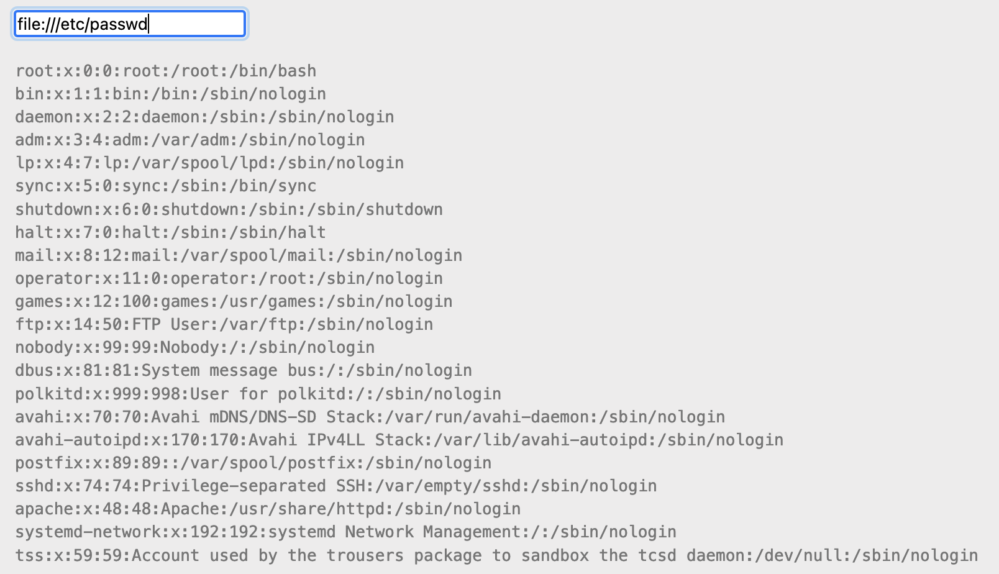 file:///etc/passwd
root:x:0:0:root:/root:/bin/bash
bin:x:1:1:bin:/bin:/sbin/nologin
daemon:x:2:2:daemon:/sbin:/sbin/nologin
adm:x:3:4:adm:/var/adm:/sbin/nologin
lp:x:4:7:lp:/var/spool/lpd:/sbin/nologin
sync:x:5:0:sync:/sbin:/bin/sync
shutdown:x:6:0:shutdown:/sbin:/sbin/shutdown
halt:x:7:0:halt:/sbin:/sbin/halt
mail:x:8:12:mail:/var/spool/mail:/sbin/nologin
operator:x:11:0:operator:/root:/sbin/nologin
games:x:12:100:games:/usr/games:/sbin/nologin
ftp:x:14:50:FTP User:/var/ftp:/sbin/nologin
nobody:x:99:99:Nobody:/:/sbin/nologin
dbus:x:81:81:System message bus:/:/sbin/nologin
polkitd:x:999:998:User for polkitd:/:/sbin/nologin
avahi:x:70:70:Avahi mDNS/DNS-SD Stack:/var/run/avahi-daemon:/sbin/nologin
avahi-autoipd:x:170:170:Avahi IPv4LL Stack:/var/lib/avahi-autoipd:/sbin/nologin
postfix:x:89:89::/var/spool/postfix:/sbin/nologin
sshd:x:74:74:Privilege-separated SSH:/var/empty/sshd:/sbin/nologin
apache:x:48:48:Apache:/usr/share/httpd:/sbin/nologin
systemd-network:x:192:192:systemd Network Management:/:/sbin/nologin
tss:x:59:59:Account used by the trousers package to sandbox the tcsd daemon:/dev/null:/sbin/nologin